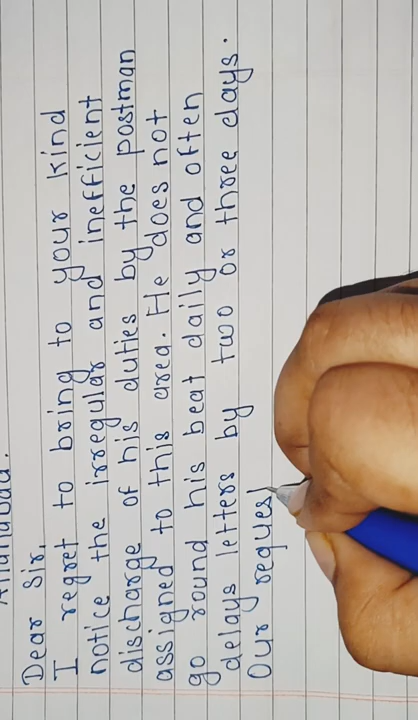 Allahabad.
Dear Sir,
I regret to bring to your kind
notice the irregular and inefficient
discharge of his duties by the postman
assigned to this area. He does not
go round his beat daily and often
delays letters by two or three days.
Our reques